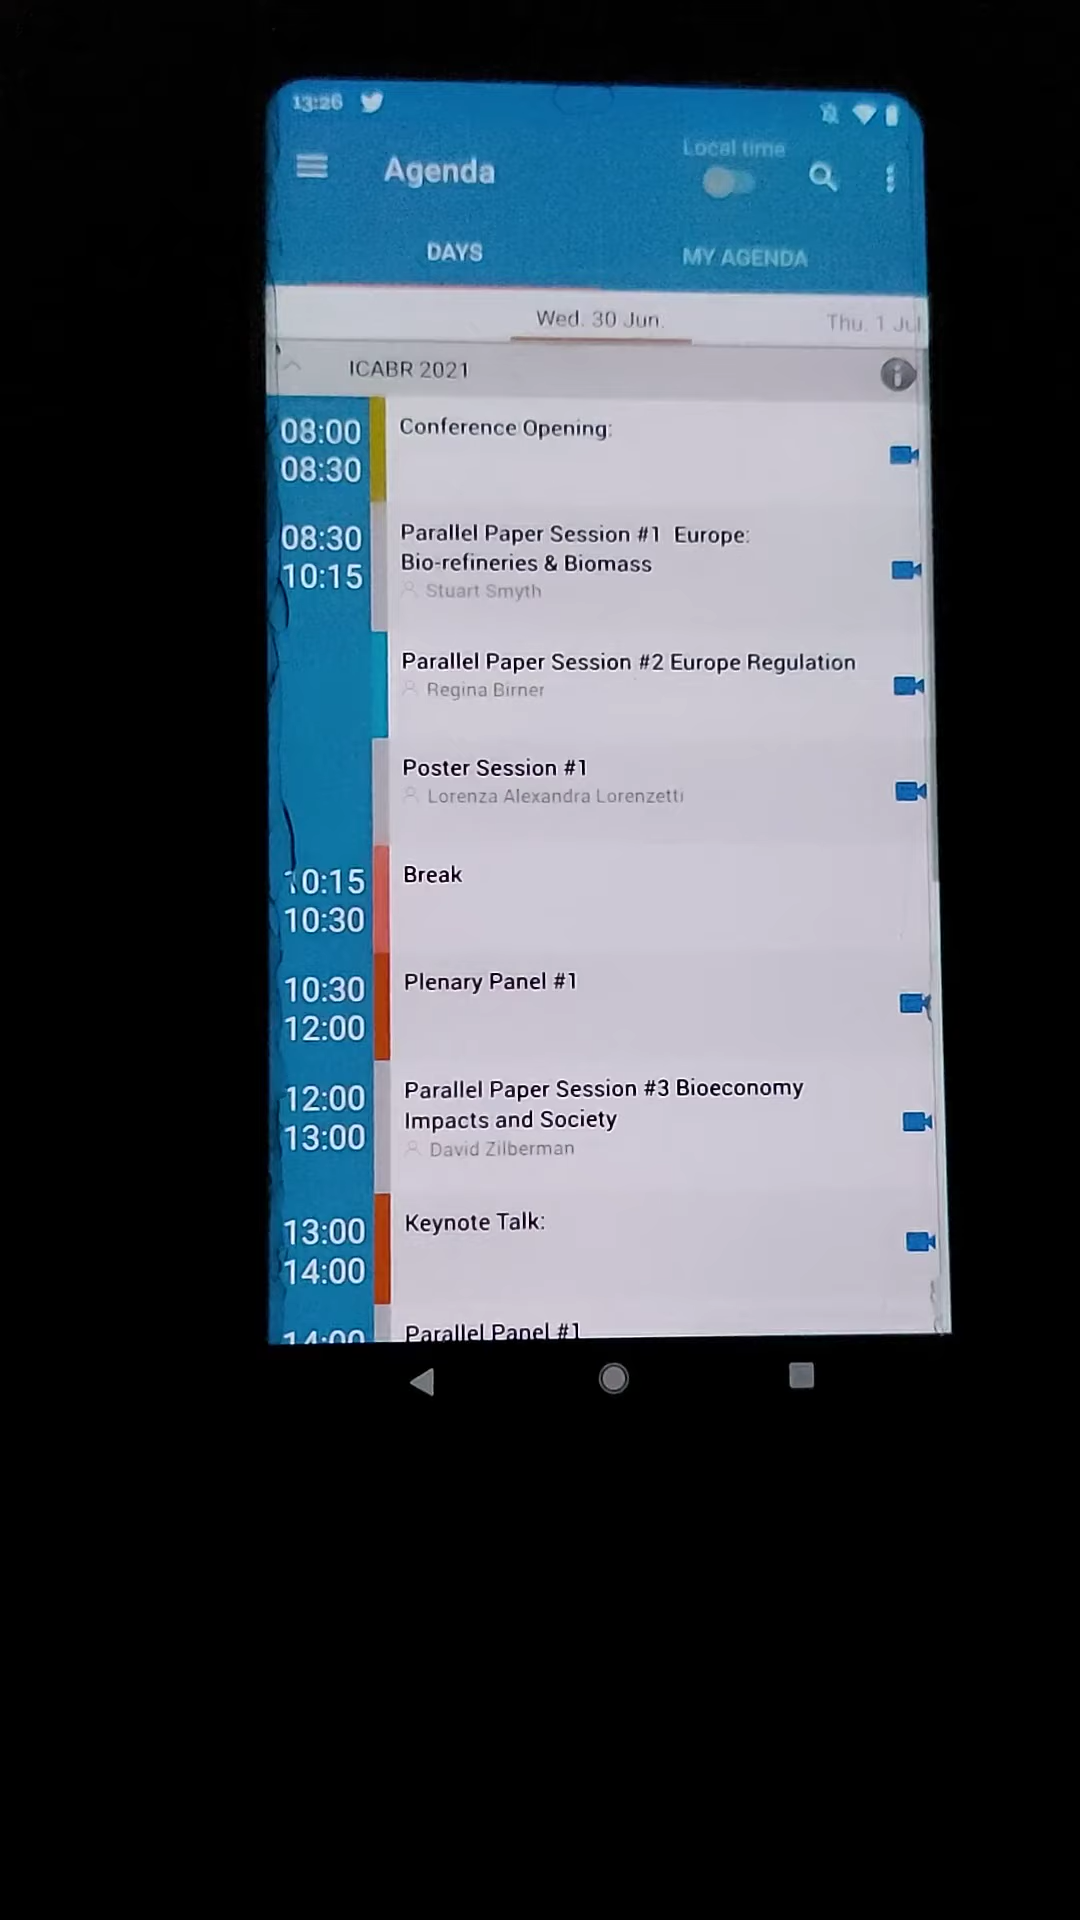 13:26
Local time
Agenda
DAYS
MY AGENDA
Wed. 30 Jun.
Thu. 1 Jul.
ICABR 2021
08:00
08:30
Conference Opening:
08:30
10:15
Parallel Paper Session #1 Europe:
Bio-refineries & Biomass
Stuart Smyth
Parallel Paper Session #2 Europe Regulation
Regina Birner
Poster Session #1
Lorenza Alexandra Lorenzetti
10:15
10:30
Break
10:30
12:00
Plenary Panel #1
12:00
13:00
Parallel Paper Session #3 Bioeconomy
Impacts and Society
David Zilberman
13:00
14:00
Keynote Talk:
14:00
Parallel Panel #1